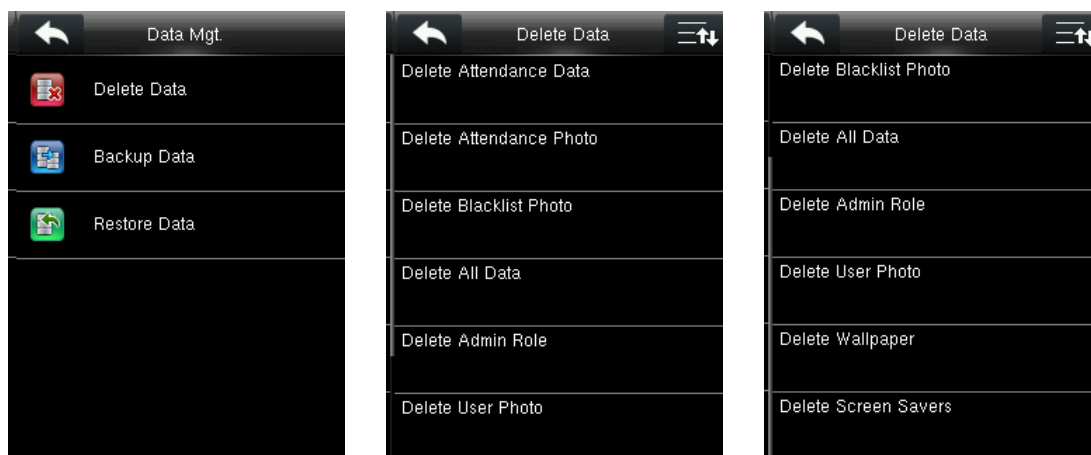 Data Mgt.
Delete Data
Backup Data
Restore Data
Delete Data
Delete Attendance Data
Delete Attendance Photo
Delete Blacklist Photo
Delete All Data
Delete Admin Role
Delete User Photo
Delete Data
Delete Blacklist Photo
Delete All Data
Delete Admin Role
Delete User Photo
Delete Wallpaper
Delete Screen Savers